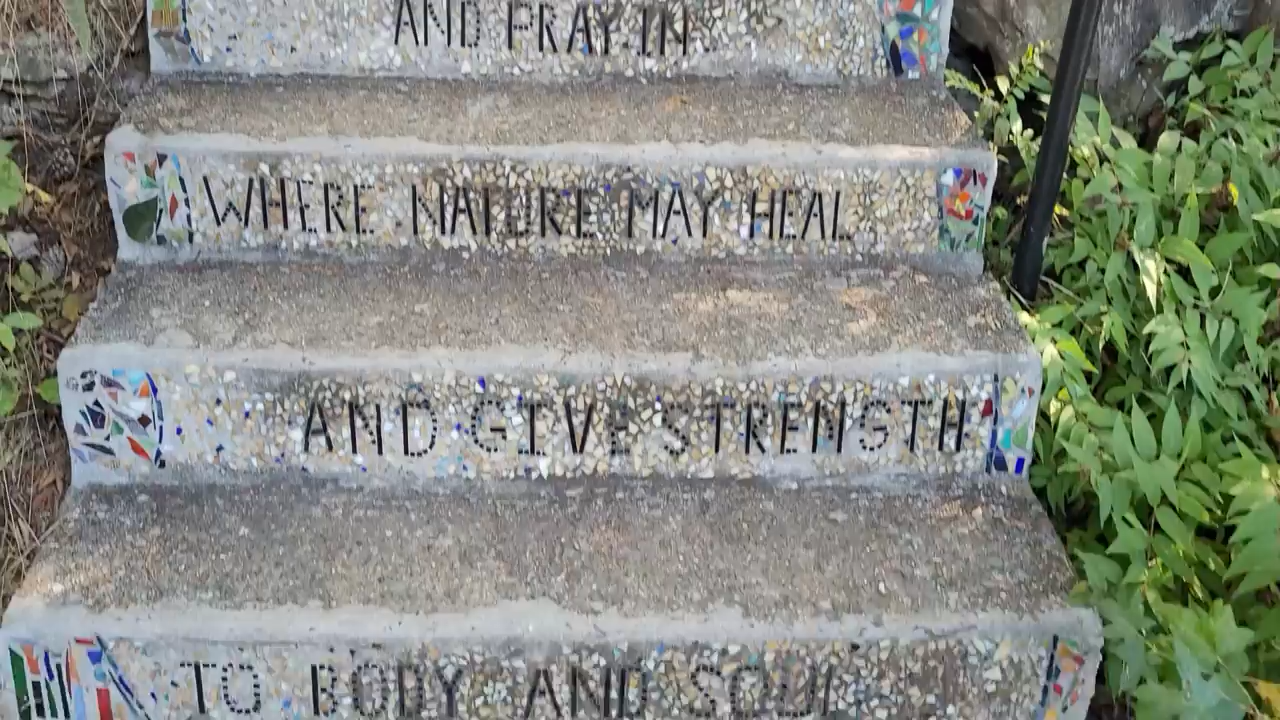 AND PRAY IN
WHERE NATURE MAY HEAL
AND GIVE STRENGTH
TO BODY AND SOUL